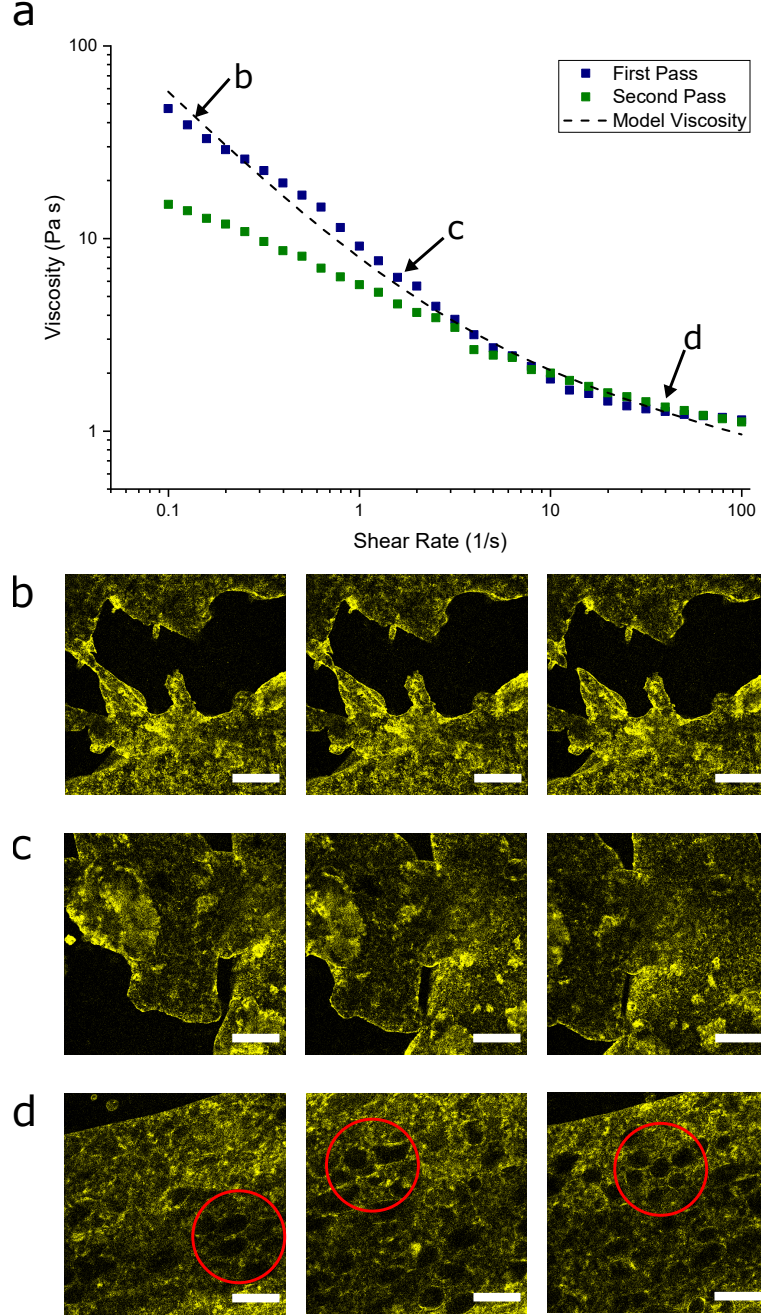 a
100
10
1
Viscosity (Pa s)
b
c
d
First Pass
Second Pass
Model Viscosity
0.1
1
10
100
Shear Rate (1/s)
b
c
d